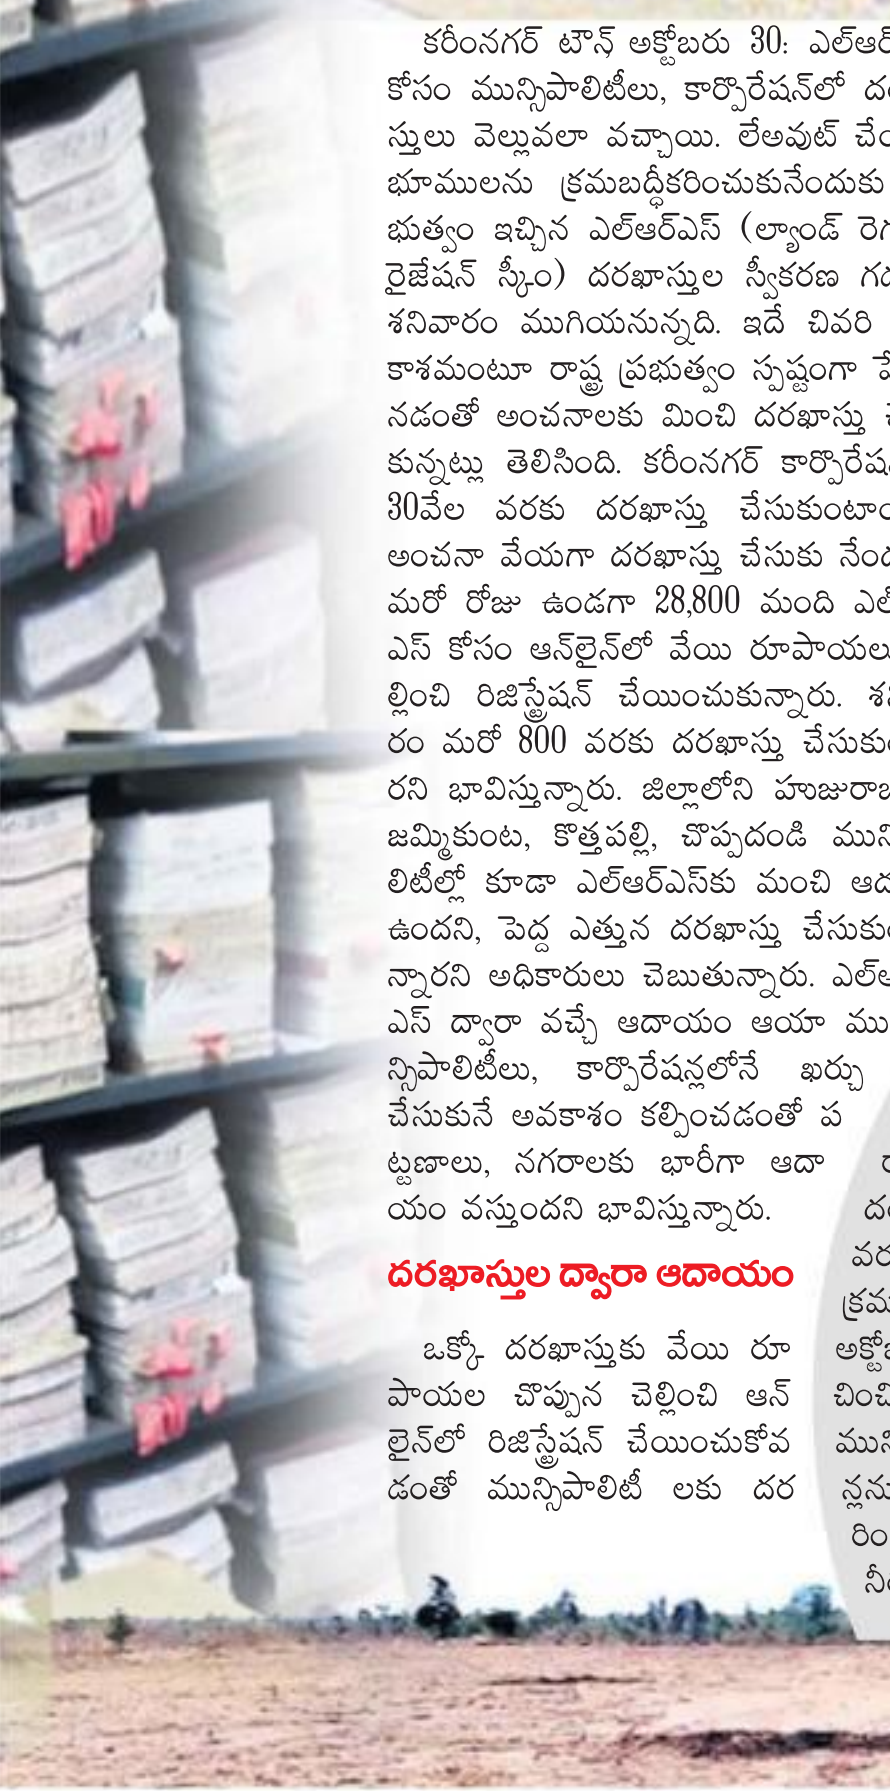 కరీంనగర్ టౌన్, అక్టోబరు 30: ఎల్ఆర్
కోసం మున్సిపాలిటీలు, కార్పొరేషన్‌లో
స్తులు వెల్లువలా వచ్చాయి. లేఅవుట్
భూములను క్రమబద్ధీకరించుకునేందుకు
భుత్వం ఇచ్చిన ఎల్ఆర్ఎస్ (ల్యాండ్
రైజేషన్ స్కీం) దరఖాస్తుల స్వీకరణ
శనివారం ముగియనున్నది. ఇదే చివరి
కాశమంటూ రాష్ట్ర ప్రభుత్వం స్పష్టంగా
నడంతో అంచనాలకు మించి దరఖాస్తు
కున్నట్లు తెలిసింది. కరీంనగర్
30వేల వరకు దరఖాస్తు
అంచనా వేయగా దరఖాస్తు చేసుకు
మరో రోజు ఉండగా 28,800 మంది
ఎస్ కోసం ఆన్‌లైన్‌లో వేయి రూపాయలు
ల్లించి రిజిస్ట్రేషన్ చేయించుకున్నారు.
రం మరో 800 వరకు దరఖాస్తు
రని భావిస్తున్నారు. జిల్లాలోని
జమ్మికుంట, కొత్తపల్లి, చొప్పదండి
లిటీల్లో కూడా ఎల్ఆర్ఎస్‌కు మంచి
ఉందని, పెద్ద ఎత్తున దరఖాస్తు
న్నారని అధికారులు చెబుతున్నారు.
ఎస్ ద్వారా వచ్చే ఆదాయం ఆయా ము
న్సిపాలిటీలు, కార్పొరేషన్లలోనే ఖర్చు
చేసుకునే అవకాశం కల్పించడంతో ప
ట్టణాలు, నగరాలకు భారీగా ఆదా
యం వస్తుందని భావిస్తున్నారు.
దరఖాస్తుల ద్వారా ఆదాయం
ఒక్కో దరఖాస్తుకు వేయి రూ
పాయల చొప్పున చెల్లించి ఆన్
లైన్‌లో రిజిస్ట్రేషన్ చేయించుకోవ
డంతో మున్సిపాలిటీ లకు దర